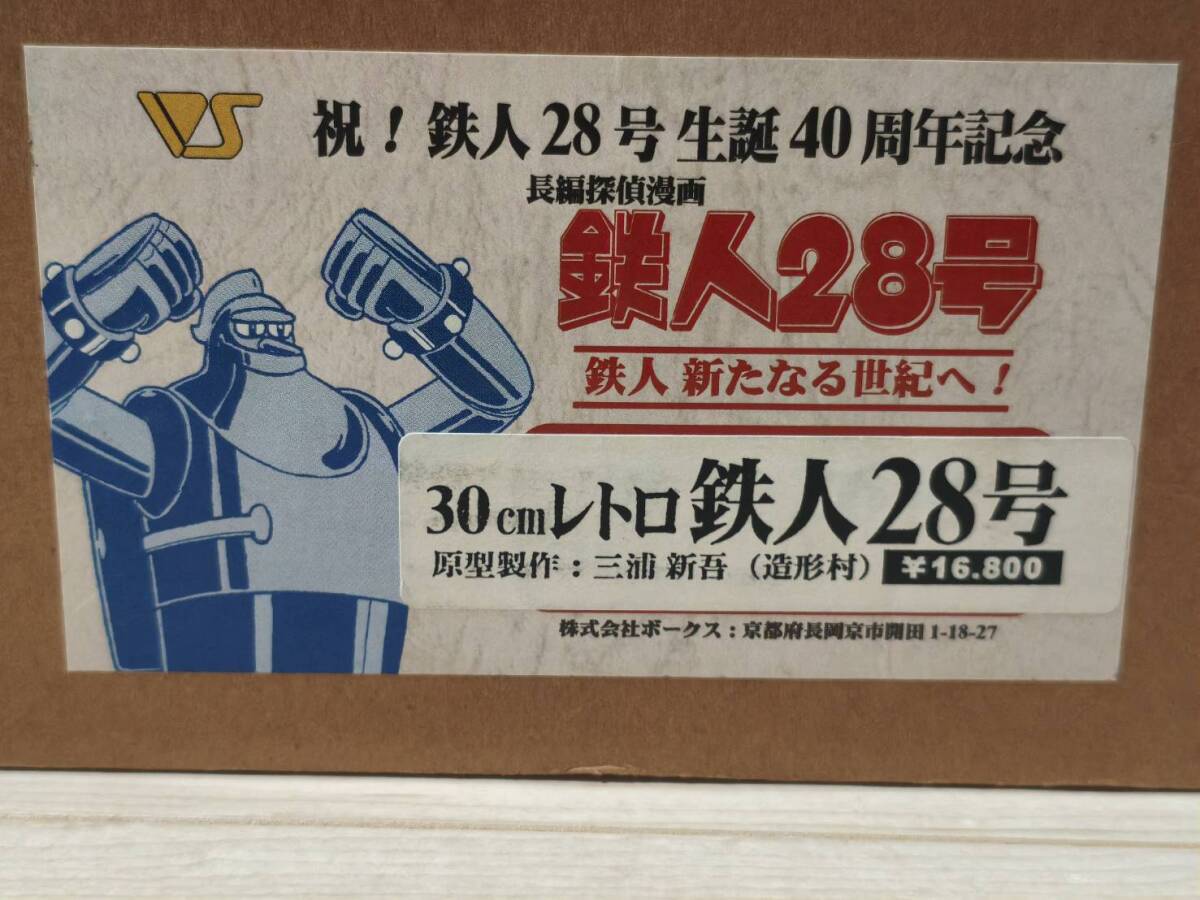 VS
祝！鉄人28号 生誕40周年記念
長編探偵漫画
鉄人28号
鉄人 新たなる世紀へ！
30cmレトロ鉄人28号
原型製作：三浦 新吾（造形村） ¥16.800
株式会社ボークス：京都府長岡京市開田1-18-27